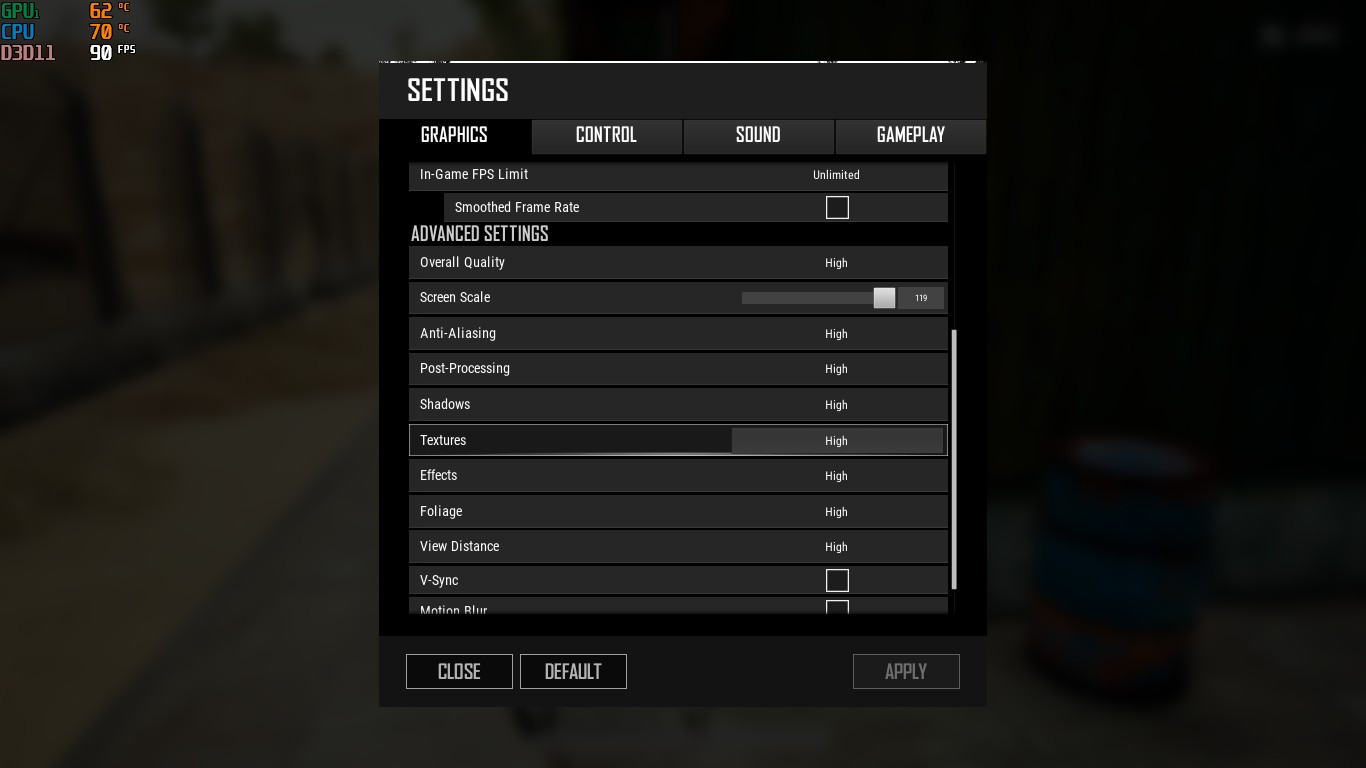 GPU1 62 °C
CPU 70 °C
D3D11 90 FPS
SETTINGS
GRAPHICS CONTROL SOUND GAMEPLAY
In-Game FPS Limit Unlimited
Smoothed Frame Rate
ADVANCED SETTINGS
Overall Quality High
Screen Scale 119
Anti-Aliasing High
Post-Processing High
Shadows High
Textures High
Effects High
Foliage High
View Distance High
V-Sync
Motion Blur
CLOSE DEFAULT APPLY